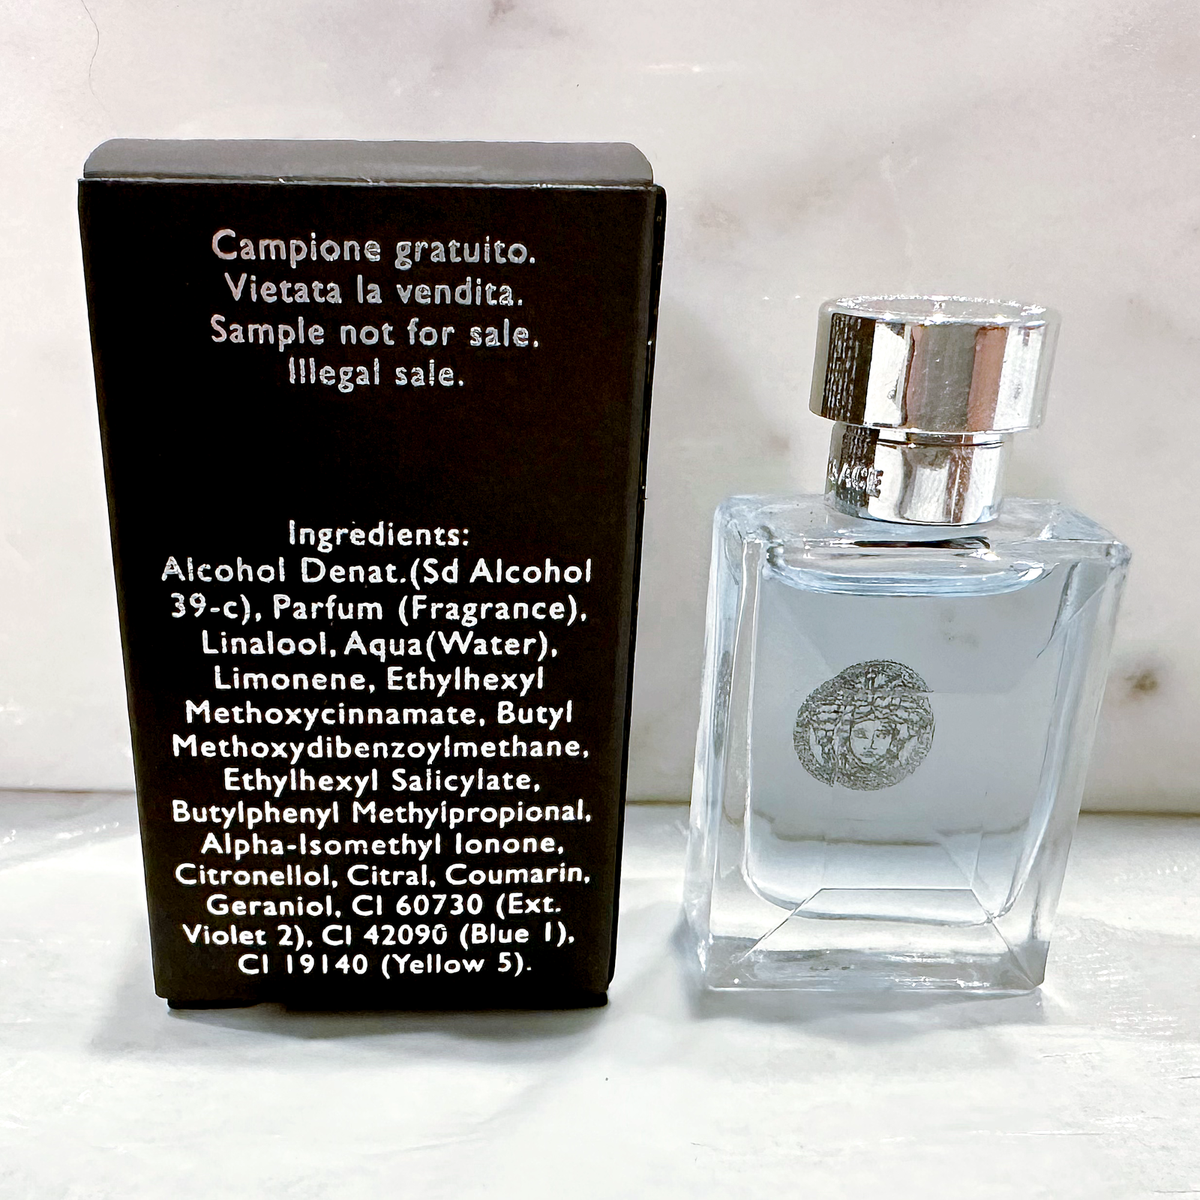 Campione gratuito.
Vietata la vendita.
Sample not for sale.
Illegal sale.
Ingredients:
Alcohol Denat.(Sd Alcohol
39-c), Parfum (Fragrance),
Linalool, Aqua(Water),
Limonene, Ethylhexyl
Methoxycinnamate, Butyl
Methoxydibenzoylmethane,
Ethylhexyl Salicylate,
Butylphenyl Methylpropional,
Alpha-Isomethyl Ionone,
Citronellol, Citral, Coumarin,
Geraniol, CI 60730 (Ext.
Violet 2), CI 42090 (Blue 1),
CI 19140 (Yellow 5).